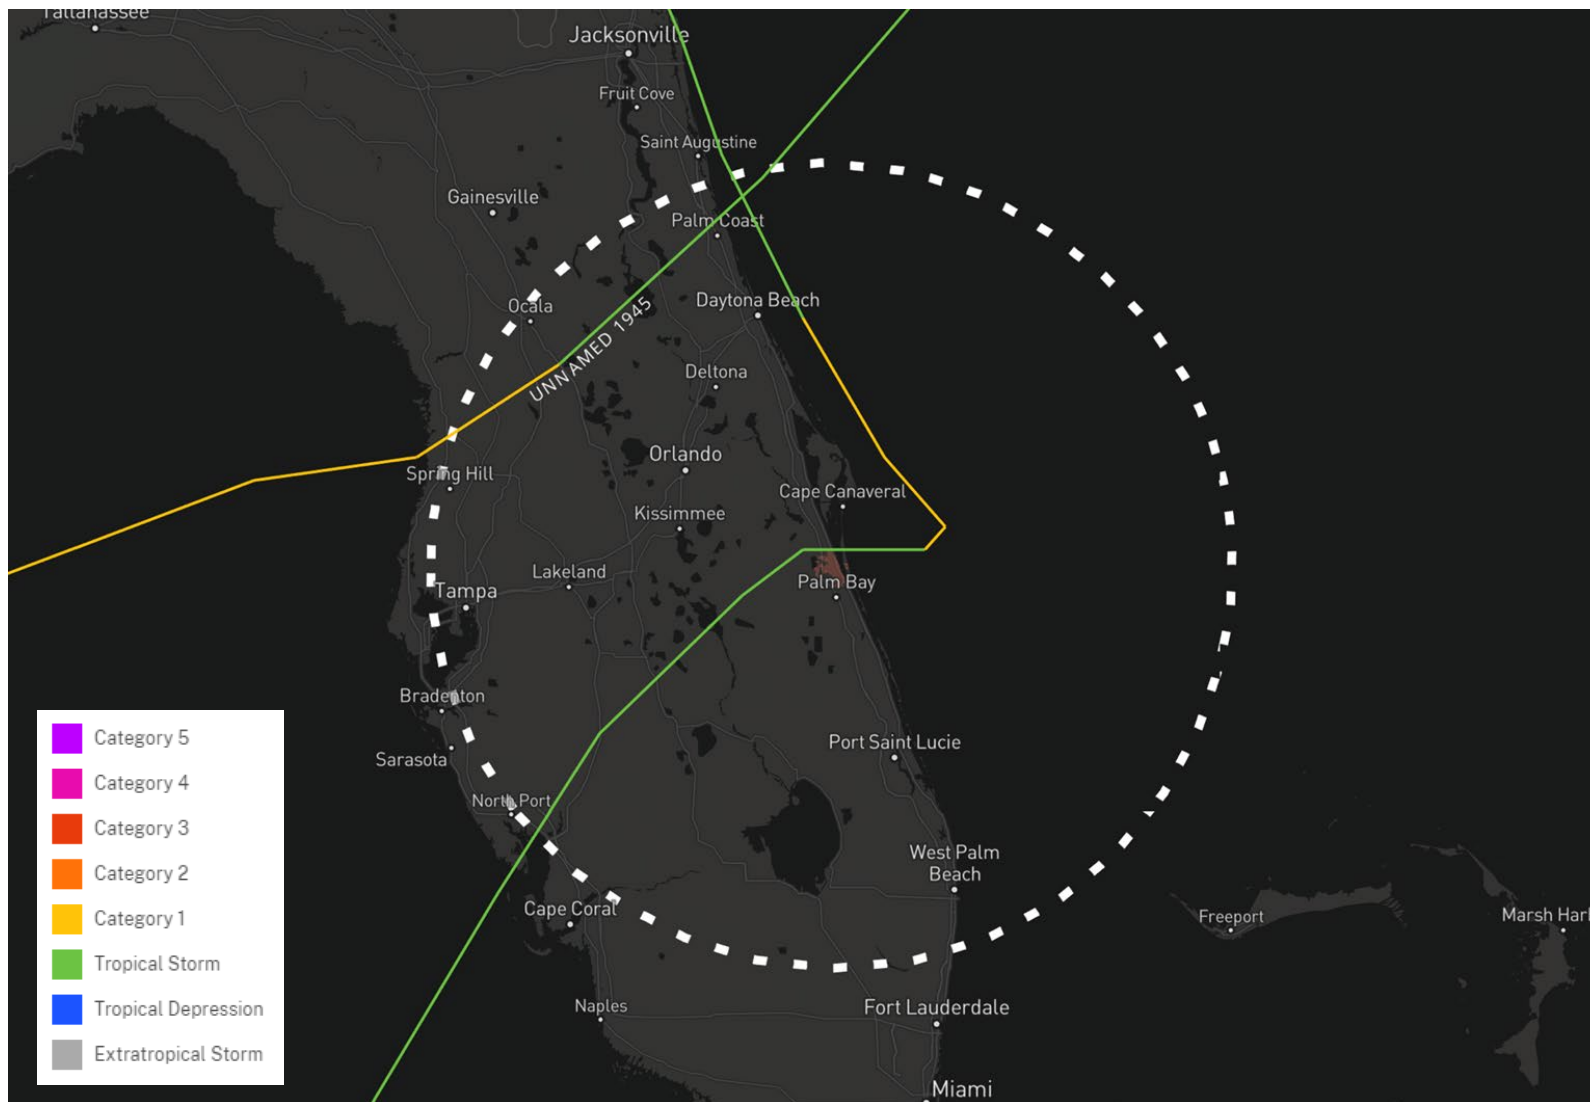 Tallahassee
Jacksonville
Fruit Cove
Saint Augustine
Gainesville
Palm Coast
Ocala
Daytona Beach
UNNAMED 1945
Deltona
Orlando
Spring Hill
Cape Canaveral
Kissimmee
Lakeland
Palm Bay
Tampa
Bradenton
Port Saint Lucie
Sarasota
North Port
West Palm
Beach
Cape Coral
Freeport
Marsh Harl
Naples
Fort Lauderdale
Miami
Category 5
Category 4
Category 3
Category 2
Category 1
Tropical Storm
Tropical Depression
Extratropical Storm